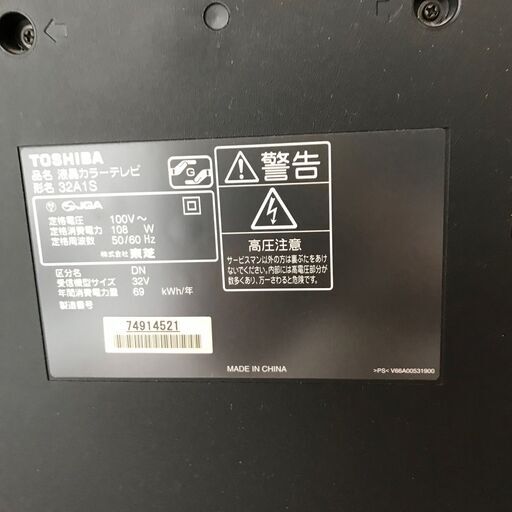 TOSHIBA
品名 液晶カラーテレビ
形名 32A1S
G
JQA
定格電圧 100V～
定格消費電力 108 W
定格周波数 50/60 Hz
株式会社 東芝
区分名 DN
受信機型サイズ 32V
年間消費電力量 69 kWh/年
製造番号
74914521
警告
高圧注意
サービスマン以外の方は裏ぶたをあけ
ないでください。内部には高電圧部分が
数多くあり、万一さわると危険です。
MADE IN CHINA
>PS< V66A00531900